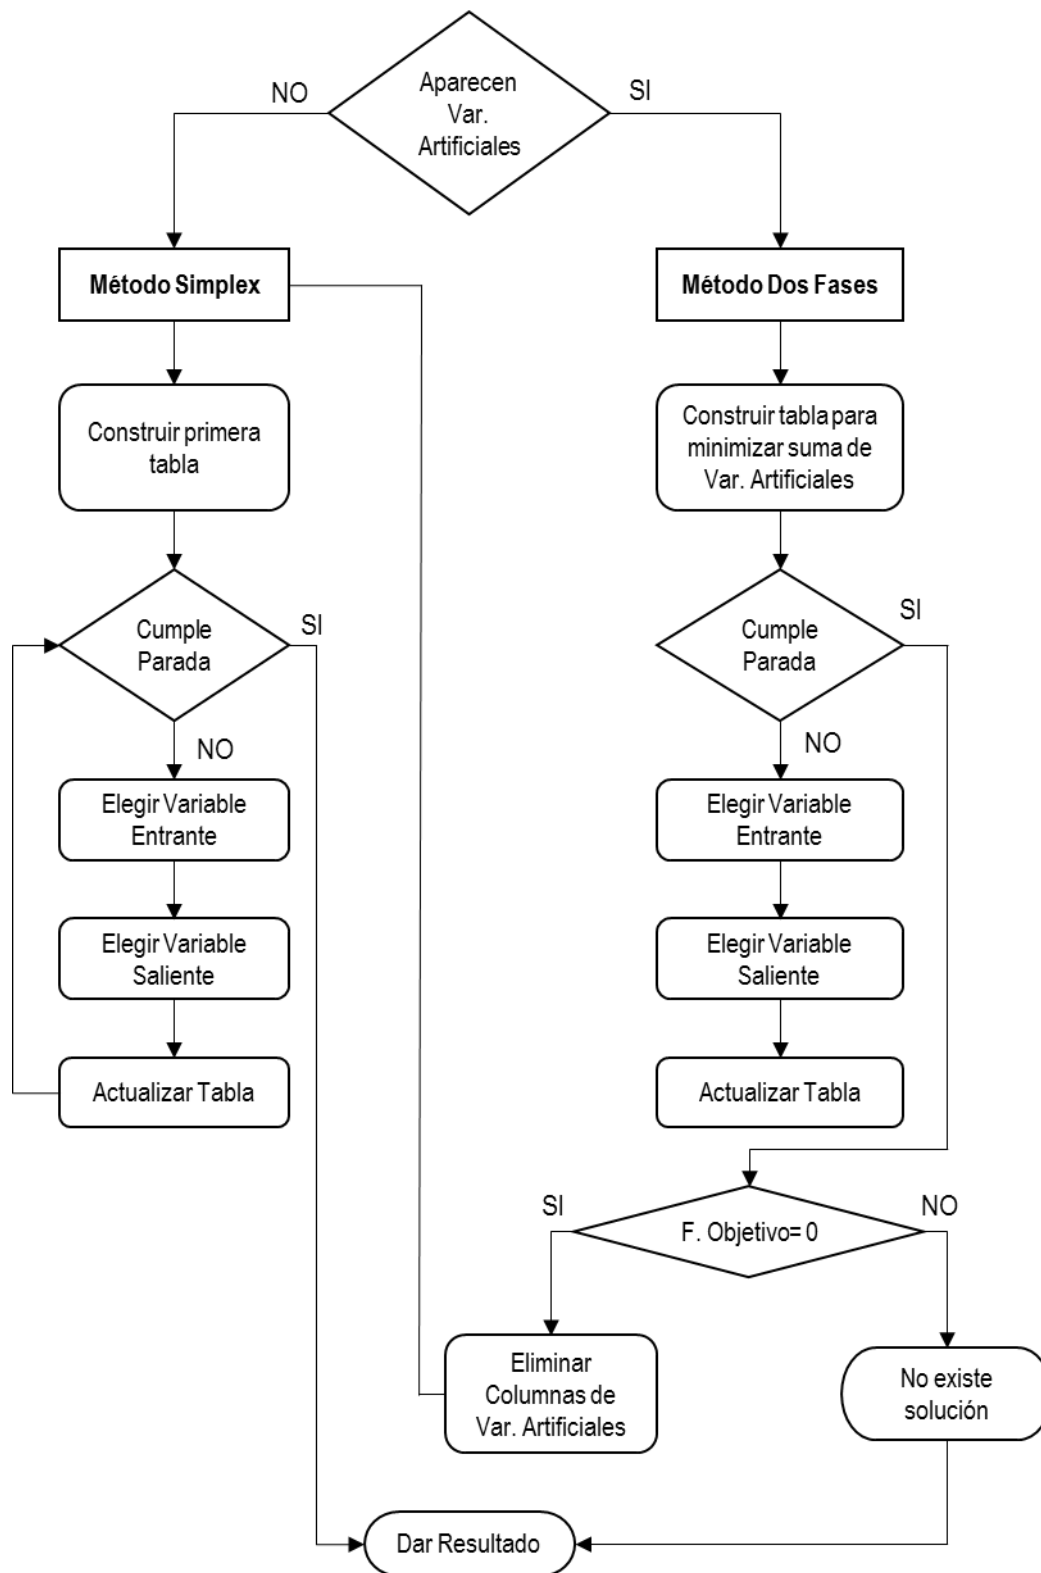 Aparecen
Var.
Artificiales
NO
SI
Método Simplex
Método Dos Fases
Construir primera
tabla
Construir tabla para
minimizar suma de
Var. Artificiales
Cumple
Parada
SI
NO
Cumple
Parada
SI
NO
Elegir Variable
Entrante
Elegir Variable
Entrante
Elegir Variable
Saliente
Elegir Variable
Saliente
Actualizar Tabla
Actualizar Tabla
SI
F. Objetivo= 0
NO
Eliminar
Columnas de
Var. Artificiales
No existe
solución
Dar Resultado